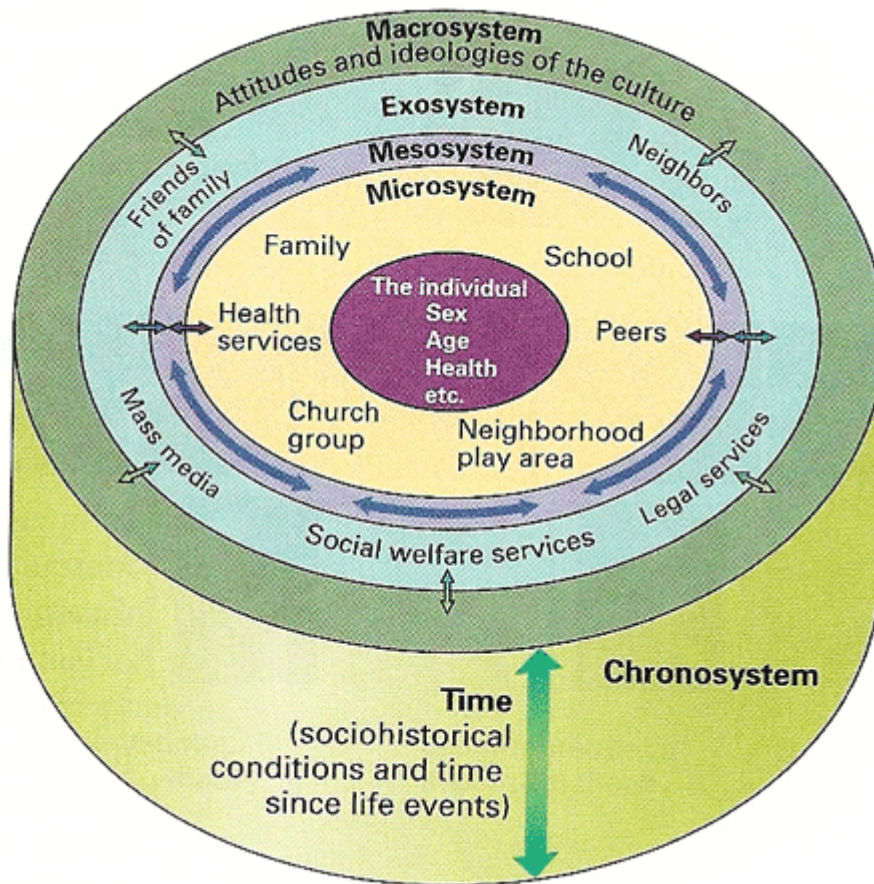 Macrosystem
Attitudes and ideologies of the culture
Exosystem
Mesosystem
Microsystem
Friends
of family
Neighbors
Family
School
The individual
Sex
Age
Health
etc.
Health
services
Peers
Church
group
Neighborhood
play area
Mass media
Legal services
Social welfare services
Chronosystem
Time
(sociohistorical
conditions and time
since life events)